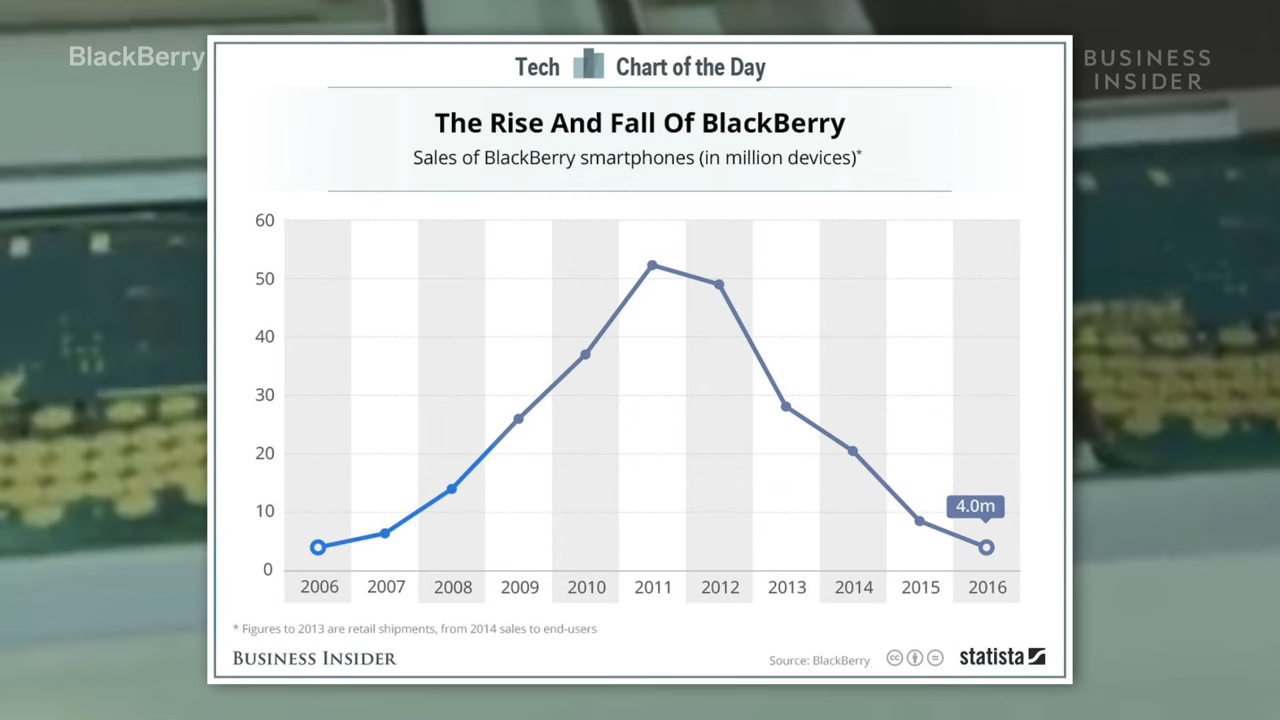 BlackBerry
BUSINESS
INSIDER
Tech Chart of the Day
The Rise And Fall Of BlackBerry
Sales of BlackBerry smartphones (in million devices)*
60
50
40
30
20
10
0
4.0m
2006 2007 2008 2009 2010 2011 2012 2013 2014 2015 2016
* Figures to 2013 are retail shipments, from 2014 sales to end-users
BUSINESS INSIDER
Source: BlackBerry
cc
statista